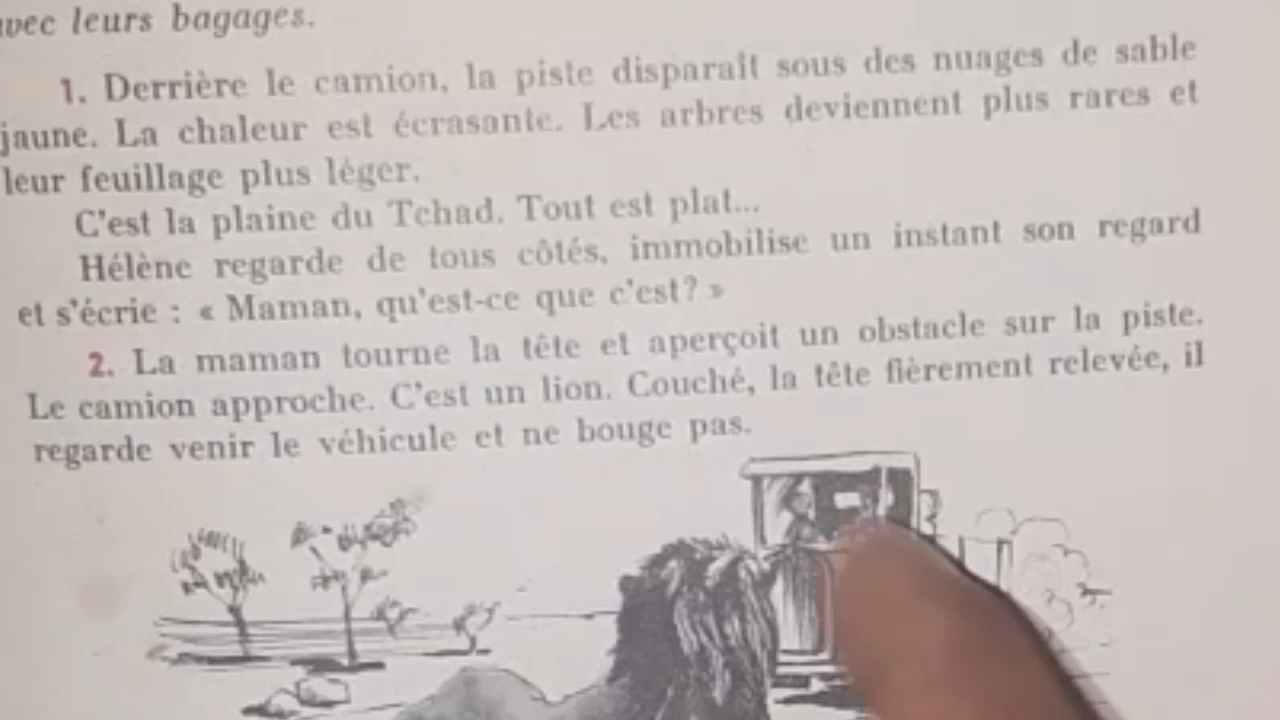 avec leurs bagages.
1. Derrière le camion, la piste disparaît sous des nuages de sable
jaune. La chaleur est écrasante. Les arbres deviennent plus rares et
leur feuillage plus léger.
C'est la plaine du Tchad. Tout est plat...
Hélène regarde de tous côtés, immobilise un instant son regard
et s'écrie : « Maman, qu'est-ce que c'est? »
2. La maman tourne la tête et aperçoit un obstacle sur la piste.
Le camion approche. C'est un lion. Couché, la tête fièrement relevée, il
regarde venir le véhicule et ne bouge pas.